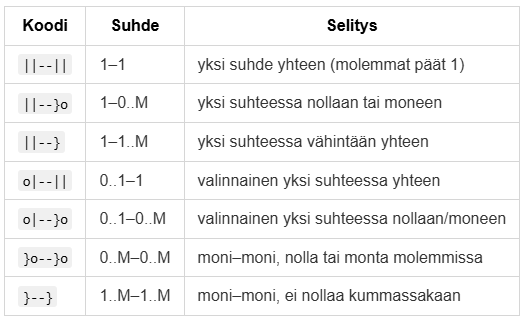 Koodi Suhde Selitys
||--|| 1–1 yksi suhde yhteen (molemmat päät 1)
||--}o 1–0..M yksi suhteessa nollaan tai moneen
||--} 1–1..M yksi suhteessa vähintään yhteen
o|--|| 0..1–1 valinnainen yksi suhteessa yhteen
o|--}o 0..1–0..M valinnainen yksi suhteessa nollaan/moneen
}o--}o 0..M–0..M moni–moni, nolla tai monta molemmissa
}--} 1..M–1..M moni–moni, ei nollaa kummassakaan